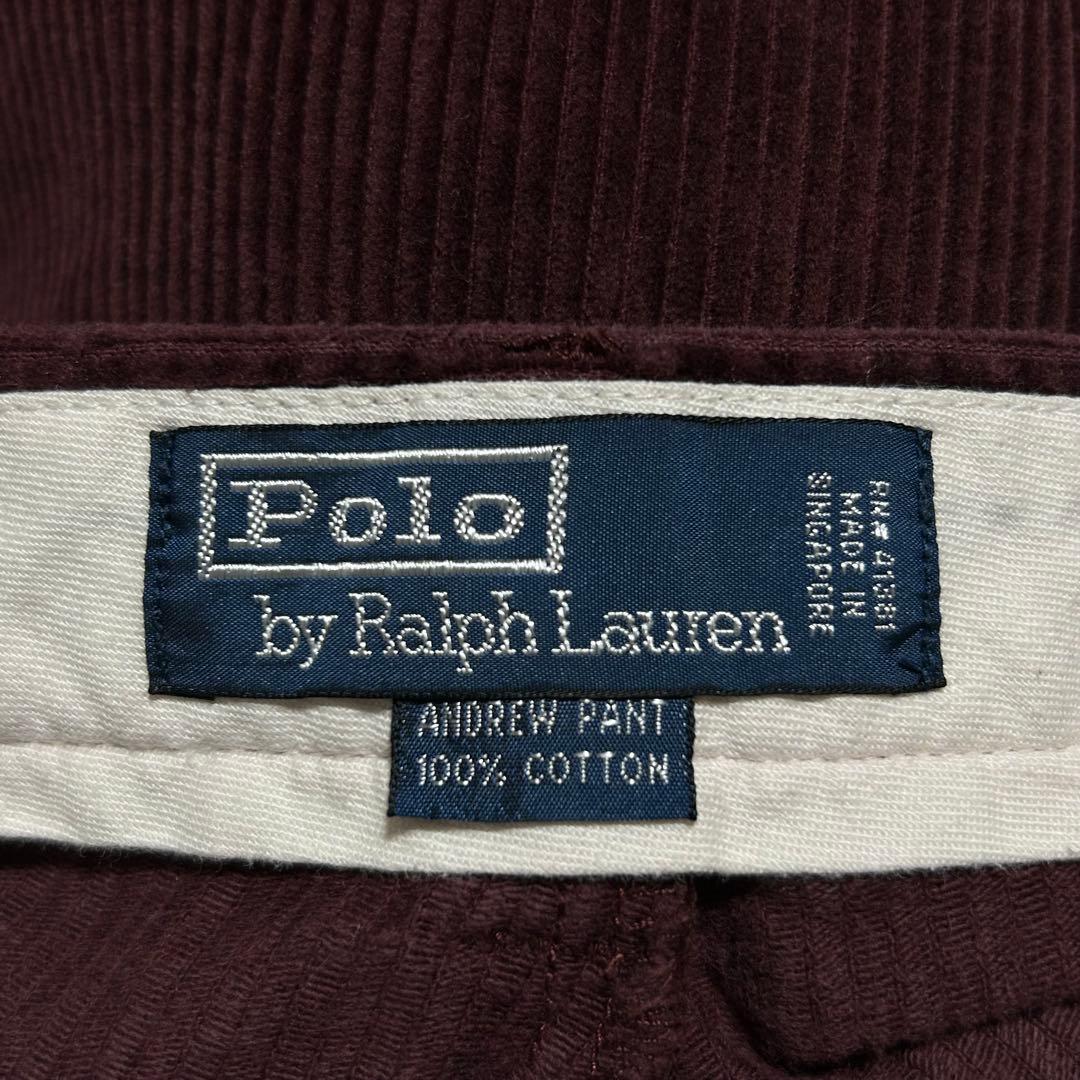 Polo
by Ralph Lauren
RN# 41381
MADE IN
SINGAPORE
ANDREW PANT
100% COTTON